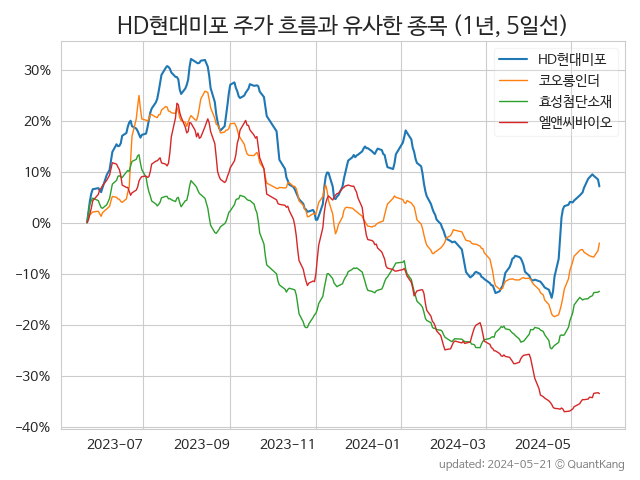 HD현대미포 주가 흐름과 유사한 종목 (1년, 5일선)
HD현대미포
코오롱인더
효성첨단소재
엘앤씨바이오
30%
20%
10%
0%
−10%
−20%
−30%
−40%
2023-07
2023-09
2023-11
2024-01
2024-03
2024-05
updated: 2024-05-21 © QuantKang